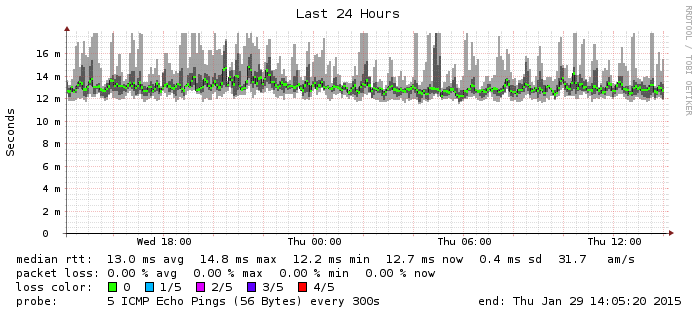 Last 24 Hours
RRDTOOL / TOBI OETIKER
Seconds
16 m
14 m
12 m
10 m
8 m
6 m
4 m
2 m
0
Wed 18:00 Thu 00:00 Thu 06:00 Thu 12:00
median rtt: 13.0 ms avg 14.8 ms max 12.2 ms min 12.7 ms now 0.4 ms sd 31.7 am/s
packet loss: 0.00 % avg 0.00 % max 0.00 % min 0.00 % now
loss color: 0 1/5 2/5 3/5 4/5
probe: 5 ICMP Echo Pings (56 Bytes) every 300s end: Thu Jan 29 14:05:20 2015